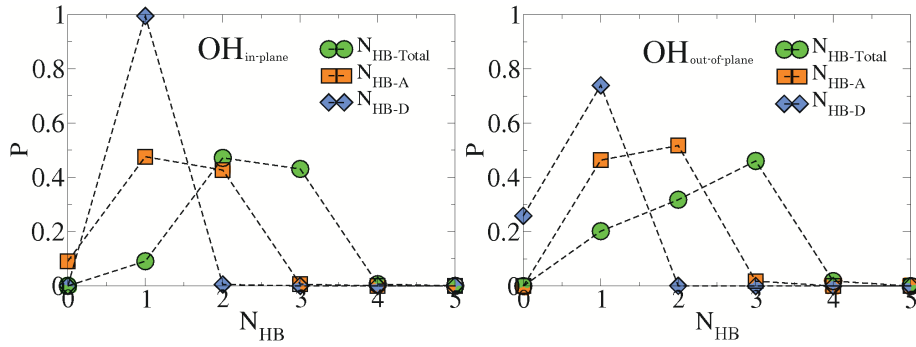 OH in-plane
N HB-Total
N HB-A
N HB-D
1
0.8
0.6
0.4
0.2
0
P
0 1 2 3 4 5
N HB
OH out-of-plane
N HB-Total
N HB-A
N HB-D
1
0.8
0.6
0.4
0.2
0
P
0 1 2 3 4 5
N HB